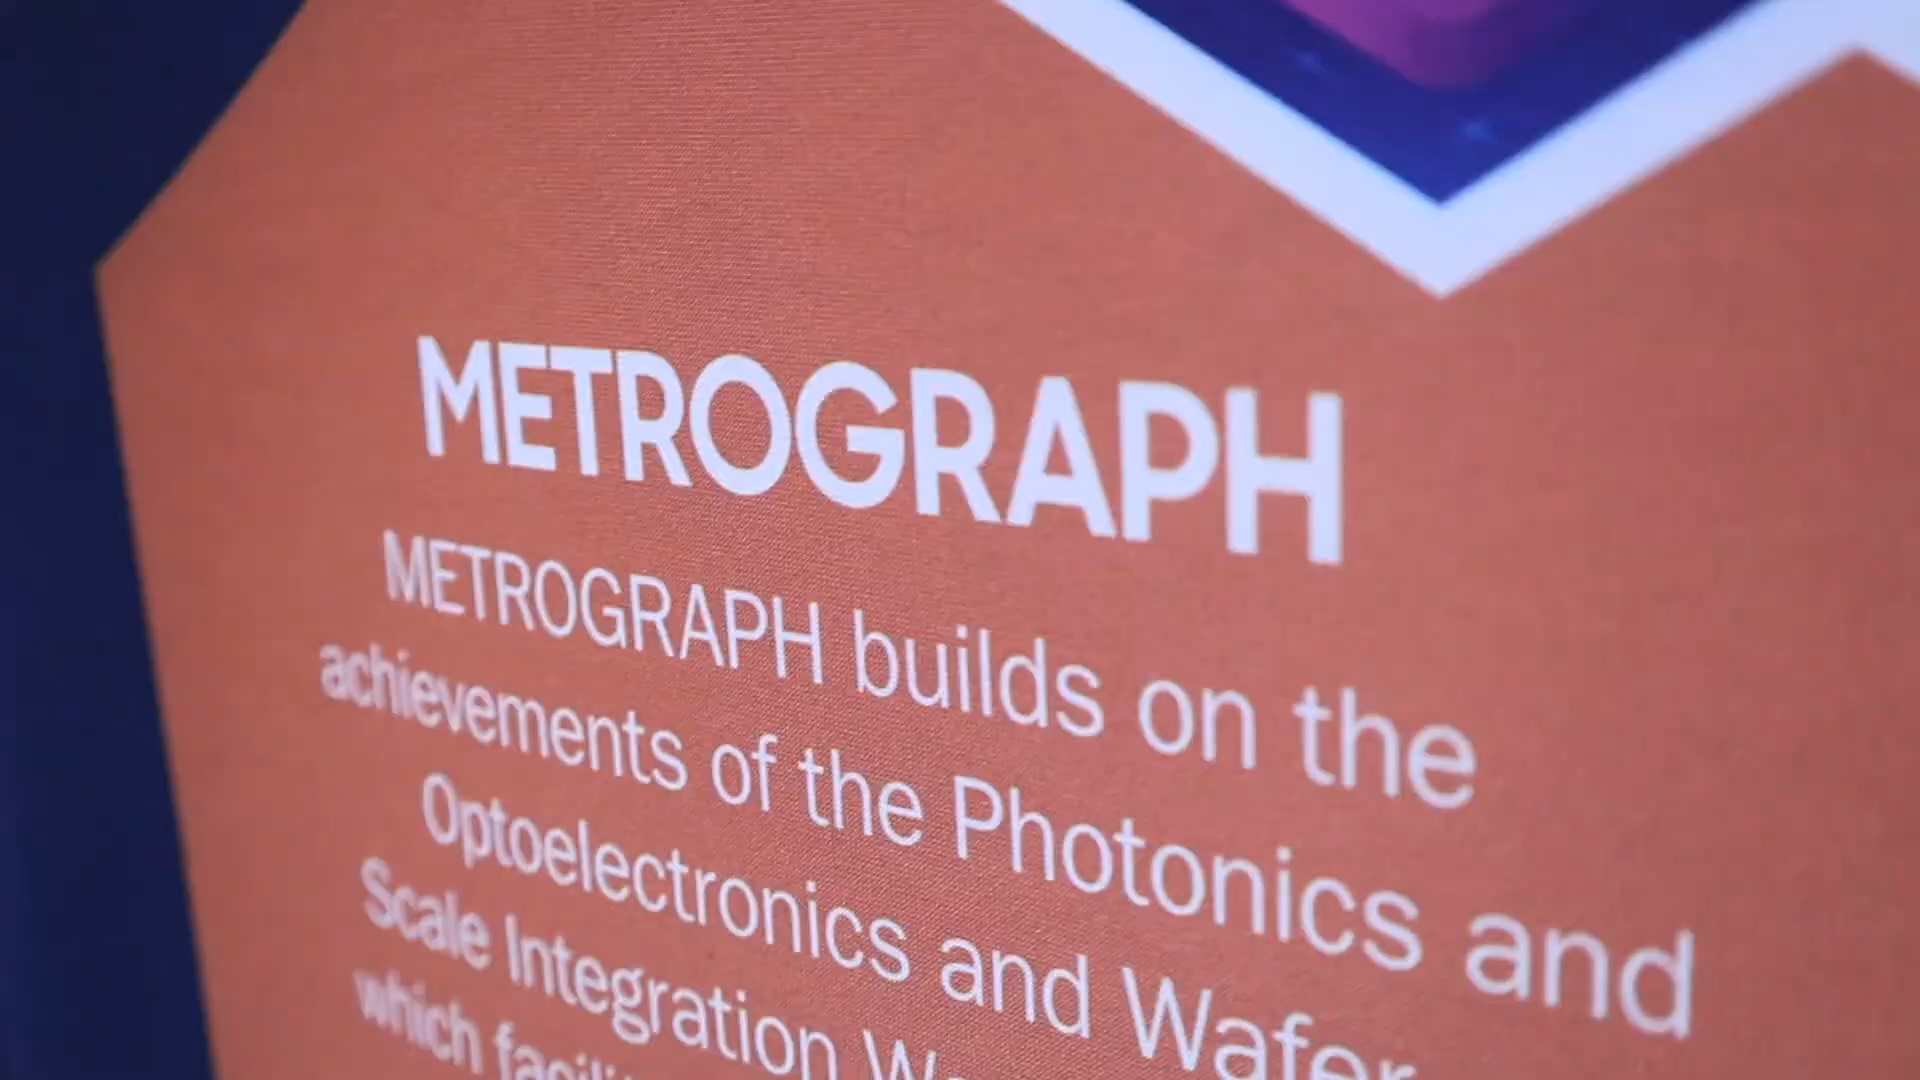 METROGRAPH
METROGRAPH builds on the
achievements of the Photonics and
Optoelectronics and Wafer
Scale Integration
which